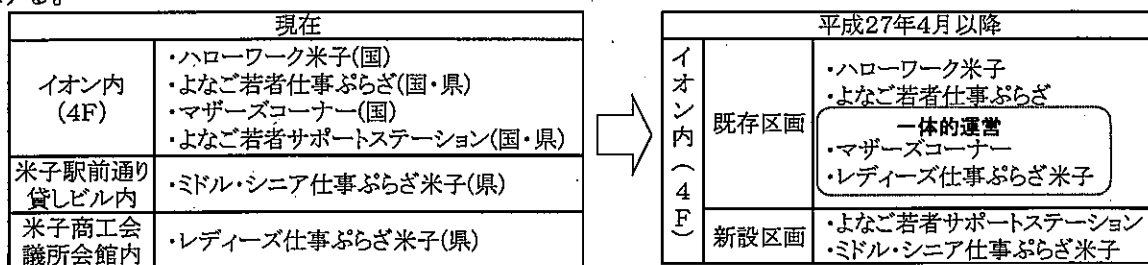 現在
イオン内
(4F)
・ハローワーク米子(国)
・よなご若者仕事ぷらざ(国・県)
・マザーズコーナー(国)
・よなご若者サポートステーション(国・県)
米子駅前通り
貸しビル内
・ミドル・シニア仕事ぷらざ米子(県)
米子商工会
議所会館内
・レディーズ仕事ぷらざ米子(県)
平成27年4月以降
イオン内(4F)
既存区画
・ハローワーク米子
・よなご若者仕事ぷらざ
一体的運営
・マザーズコーナー
・レディーズ仕事ぷらざ米子
新設区画
・よなご若者サポートステーション
・ミドル・シニア仕事ぷらざ米子